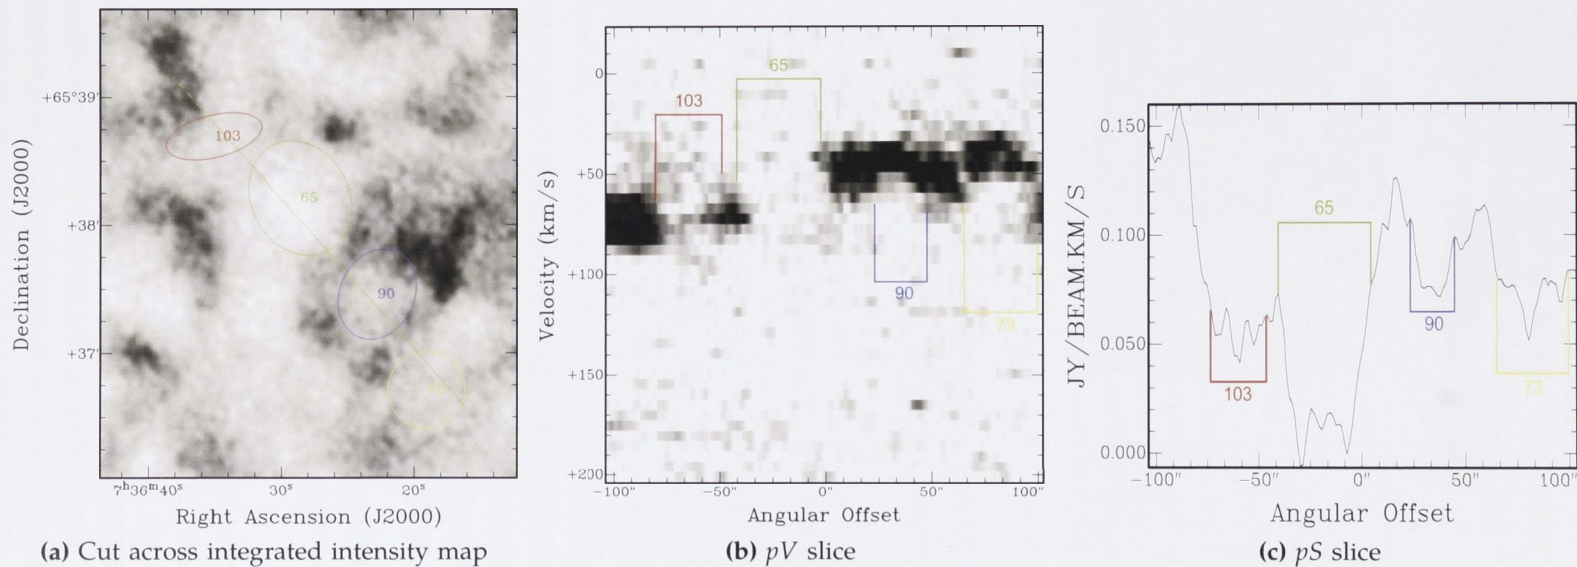 Declination (J2000)
+65°39'
+38'
+37'
103
65
90
7ʰ36ᵐ40ˢ
30ˢ
20ˢ
Right Ascension (J2000)
(a) Cut across integrated intensity map
Velocity (km/s)
0
+50
+100
+150
+200
103
65
90
73
-100"
-50"
0"
50"
100"
Angular Offset
(b) pV slice
JY/BEAM.KM/S
0.150
0.100
0.050
0.000
65
103
90
73
-100"
-50"
0"
50"
100"
Angular Offset
(c) pS slice